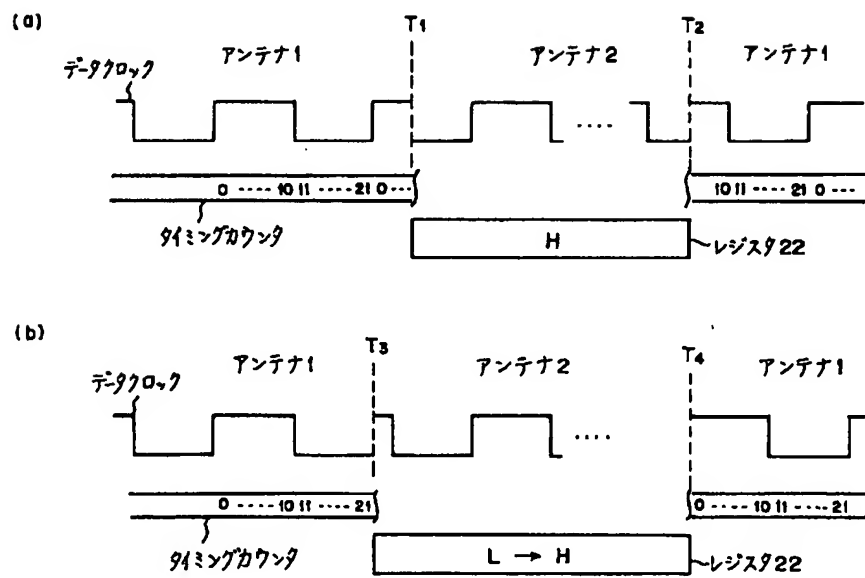 (a)
T1 T2
アンテナ1 アンテナ2 アンテナ1
データクロック
‥‥
0 ‥‥ 10 11 ‥‥ 21 0 ‥‥ 10 11 ‥‥ 21 0 ‥‥
タイミングカウンタ
H レジスタ22
(b)
T3 T4
アンテナ1 アンテナ2 アンテナ1
データクロック
‥‥
0 ‥‥ 10 11 ‥‥ 21 0 ‥‥ 10 11 ‥‥ 21
タイミングカウンタ
L → H レジスタ22